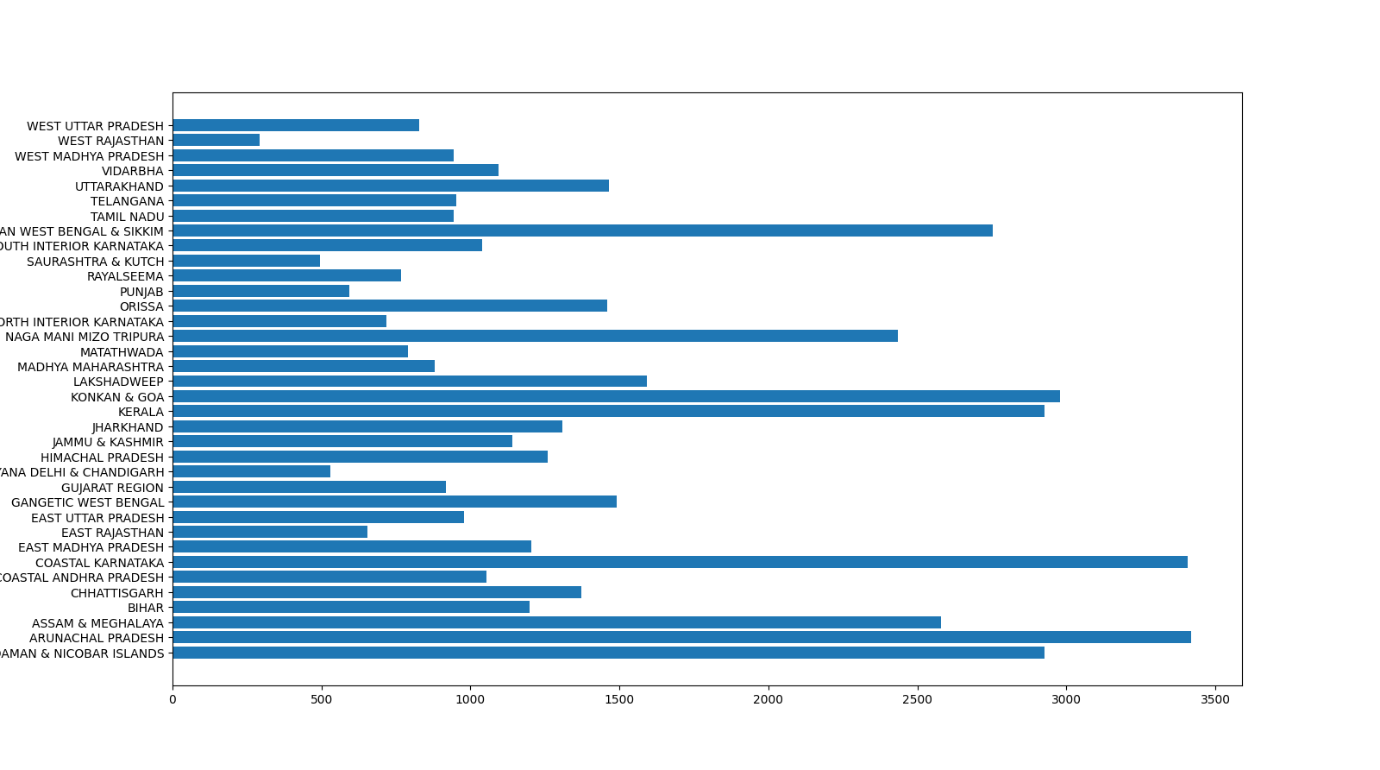 WEST UTTAR PRADESH
WEST RAJASTHAN
WEST MADHYA PRADESH
VIDARBHA
UTTARAKHAND
TELANGANA
TAMIL NADU
AN WEST BENGAL & SIKKIM
OUTH INTERIOR KARNATAKA
SAURASHTRA & KUTCH
RAYALSEEMA
PUNJAB
ORISSA
ORTH INTERIOR KARNATAKA
NAGA MANI MIZO TRIPURA
MATATHWADA
MADHYA MAHARASHTRA
LAKSHADWEEP
KONKAN & GOA
KERALA
JHARKHAND
JAMMU & KASHMIR
HIMACHAL PRADESH
YANA DELHI & CHANDIGARH
GUJARAT REGION
GANGETIC WEST BENGAL
EAST UTTAR PRADESH
EAST RAJASTHAN
EAST MADHYA PRADESH
COASTAL KARNATAKA
COASTAL ANDHRA PRADESH
CHHATTISGARH
BIHAR
ASSAM & MEGHALAYA
ARUNACHAL PRADESH
DAMAN & NICOBAR ISLANDS
0 500 1000 1500 2000 2500 3000 3500